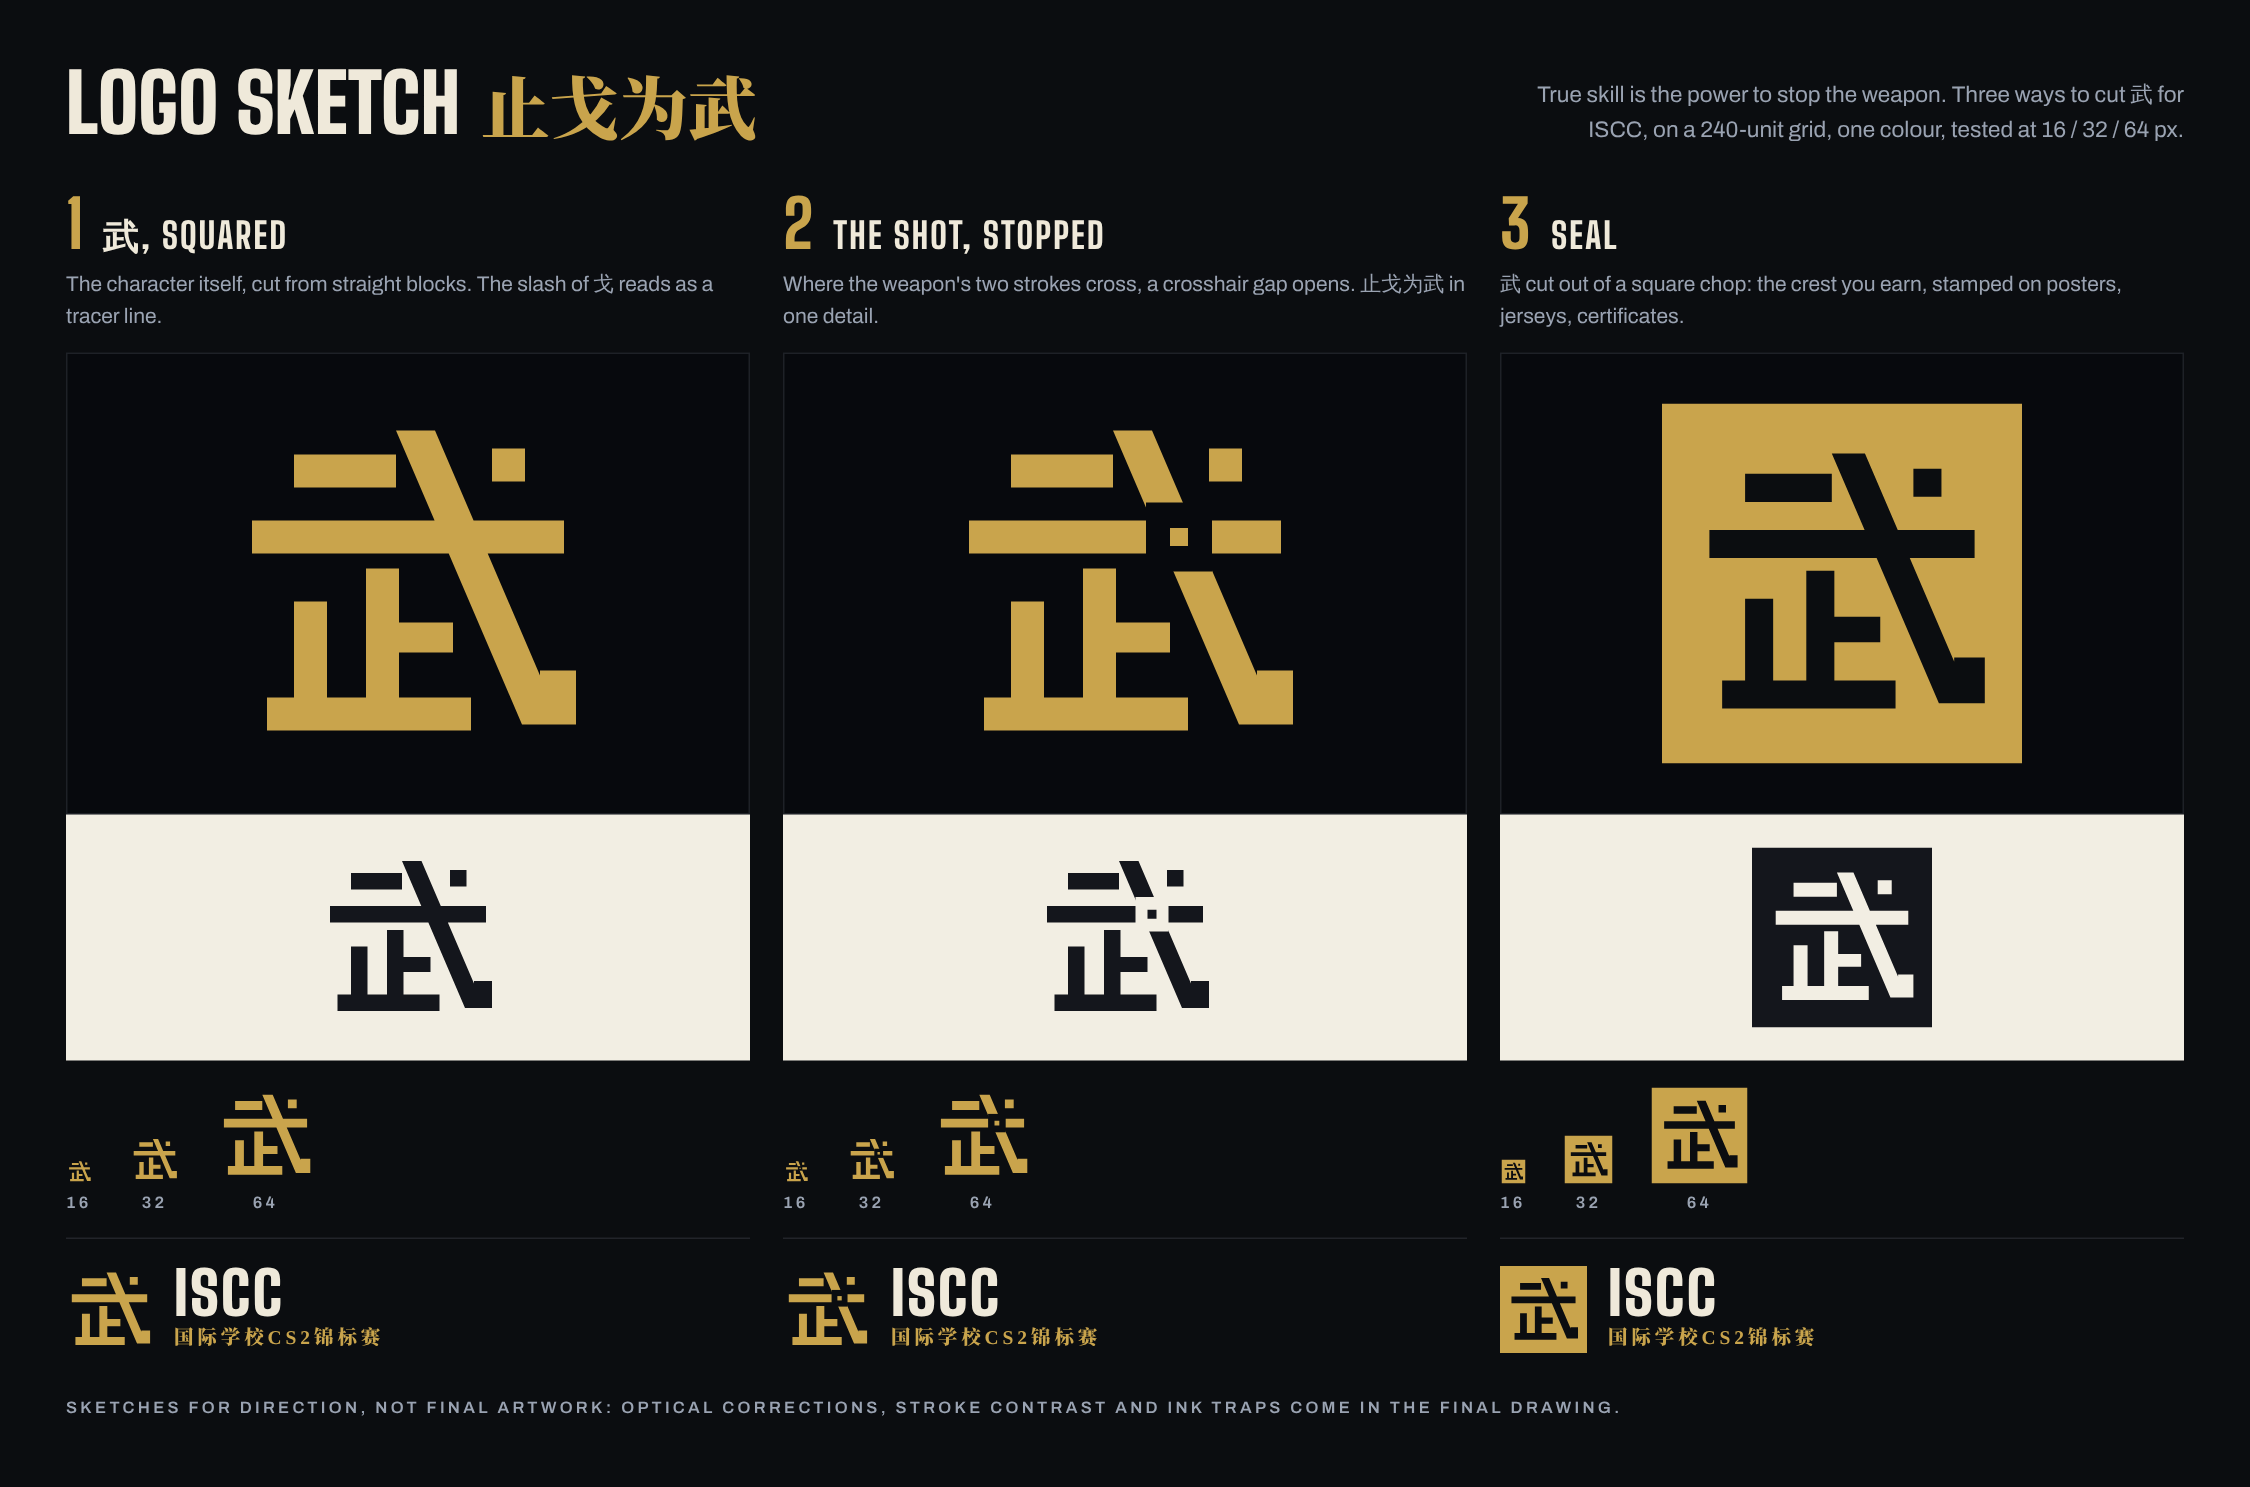 LOGO SKETCH 止戈为武
True skill is the power to stop the weapon. Three ways to cut 武 for
ISCC, on a 240-unit grid, one colour, tested at 16 / 32 / 64 px.
1 武, SQUARED
The character itself, cut from straight blocks. The slash of 戈 reads as a
tracer line.
武
武
武 武 武
16 32 64
武 ISCC
国际学校CS2锦标赛
2 THE SHOT, STOPPED
Where the weapon's two strokes cross, a crosshair gap opens. 止戈为武 in
one detail.
武
武
武 武 武
16 32 64
武 ISCC
国际学校CS2锦标赛
3 SEAL
武 cut out of a square chop: the crest you earn, stamped on posters,
jerseys, certificates.
武
武
武 武 武
16 32 64
武 ISCC
国际学校CS2锦标赛
SKETCHES FOR DIRECTION, NOT FINAL ARTWORK: OPTICAL CORRECTIONS, STROKE CONTRAST AND INK TRAPS COME IN THE FINAL DRAWING.